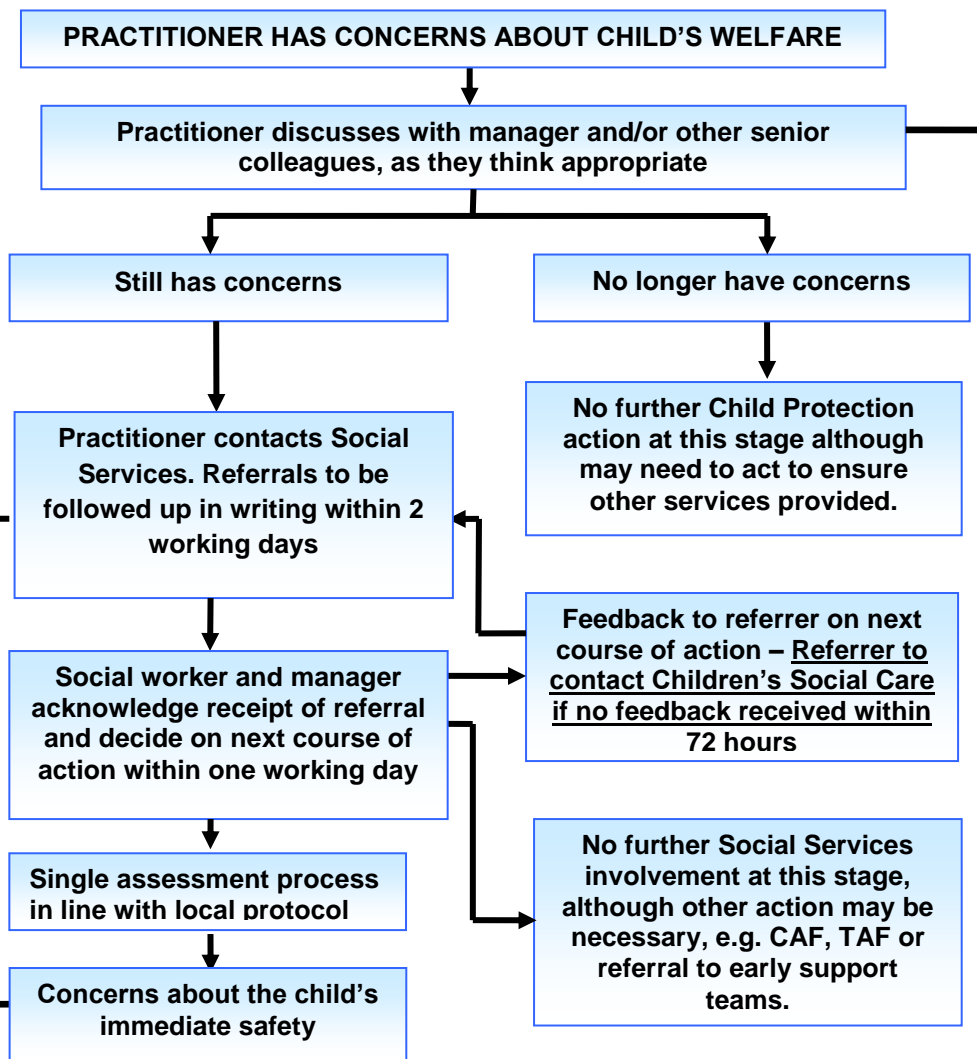 PRACTITIONER HAS CONCERNS ABOUT CHILD'S WELFARE
Practitioner discusses with manager and/or other senior
colleagues, as they think appropriate
Still has concerns
No longer have concerns
No further Child Protection
action at this stage although
may need to act to ensure
other services provided.
Practitioner contacts Social
Services. Referrals to be
followed up in writing within 2
working days
Feedback to referrer on next
course of action – Referrer to
contact Children's Social Care
if no feedback received within
72 hours
Social worker and manager
acknowledge receipt of referral
and decide on next course of
action within one working day
No further Social Services
involvement at this stage,
although other action may be
necessary, e.g. CAF, TAF or
referral to early support
teams.
Single assessment process
in line with local protocol
Concerns about the child's
immediate safety